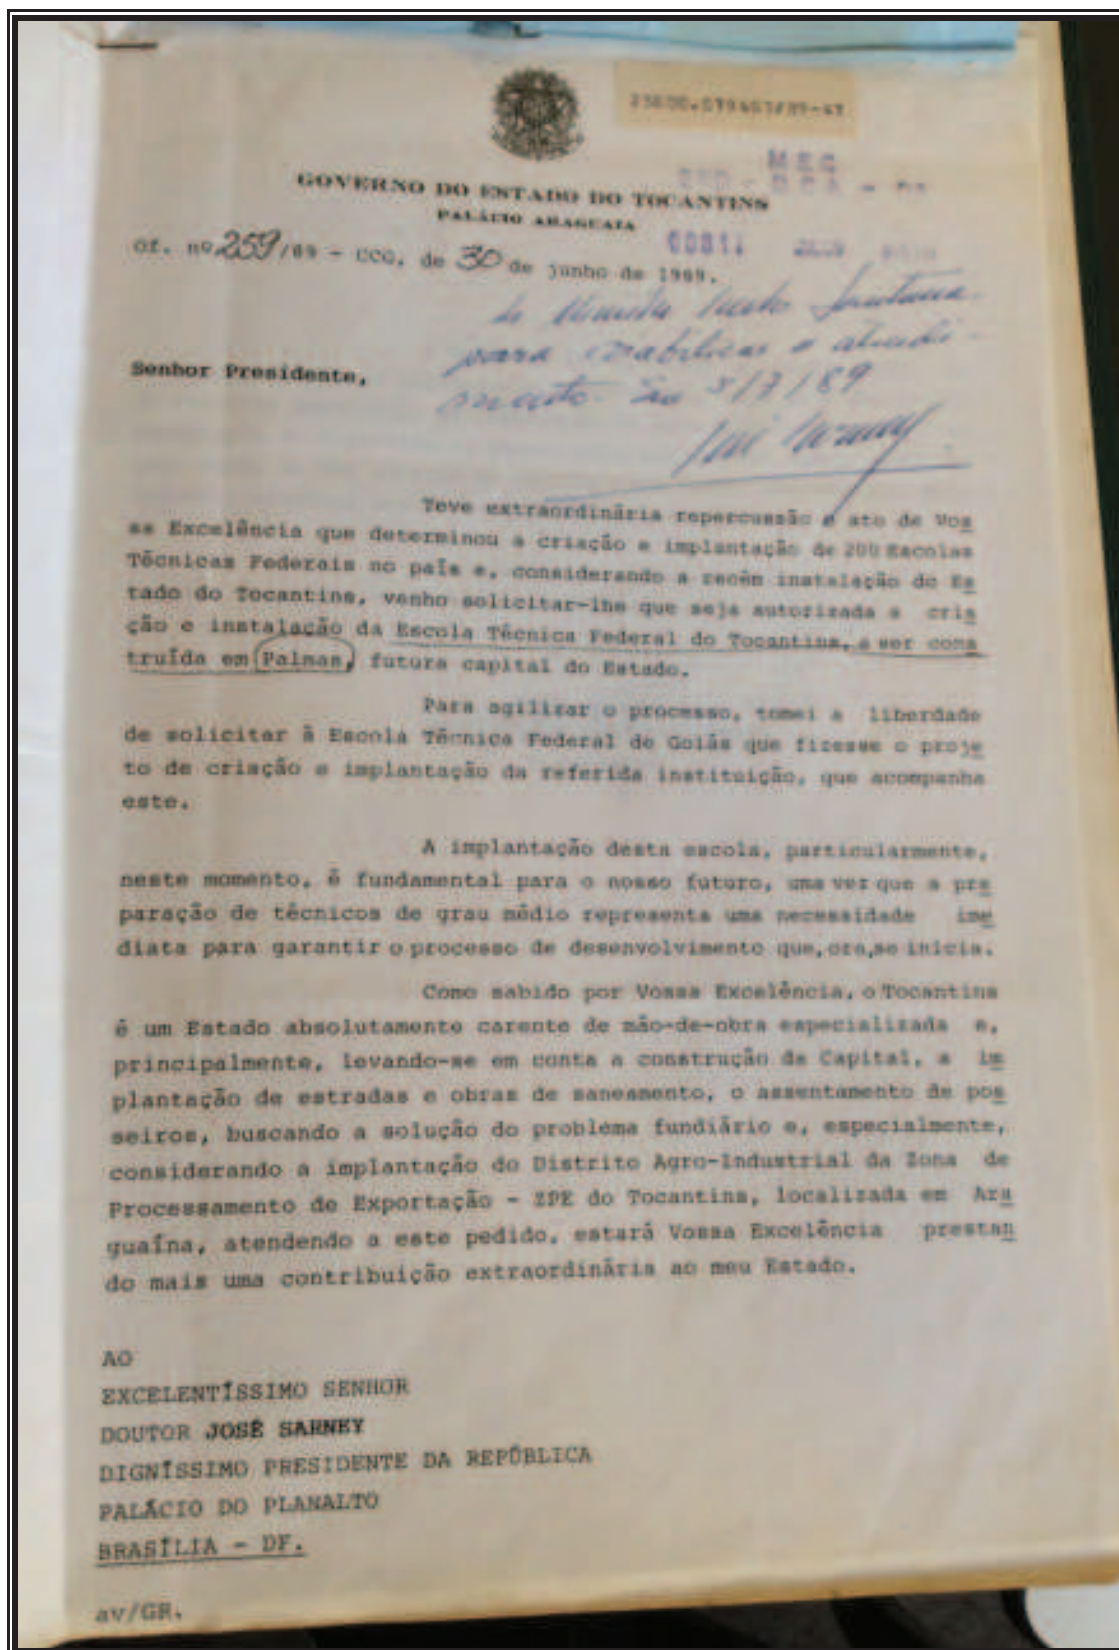 GOVERNO DO ESTADO DO TOCANTINS
PALÁCIO ARAGUAIA
Of. nº 259/89 - CCG, de 30 de junho de 1989.
para viabilizar o atendi-
mento. Em 3/7/89
José Sarney
Senhor Presidente,
Teve extraordinária repercussão o ato de Vos
sa Excelência que determinou a criação e implantação de 200 Escolas
Técnicas Federais no país e, considerando a recém instalação do Es
tado do Tocantins, venho solicitar-lhe que seja autorizada a cria
ção e instalação da Escola Técnica Federal do Tocantins, a ser cons
truída em Palmas, futura capital do Estado.
Para agilizar o processo, tomei a liberdade
de solicitar à Escola Técnica Federal de Goiás que fizesse o proje
to de criação e implantação da referida instituição, que acompanha
este.
A implantação desta escola, particularmente,
neste momento, é fundamental para o nosso futuro, uma ver que a pre
paração de técnicos de grau médio representa uma necessidade ime
diata para garantir o processo de desenvolvimento que, ora, se inicia.
Como sabido por Vossa Excelência, o Tocantins
é um Estado absolutamente carente de mão-de-obra especializada e,
principalmente, levando-se em conta a construção da Capital, a im
plantação de estradas e obras de saneamento, o assentamento de pos
seiros, buscando a solução do problema fundiário e, especialmente,
considerando a implantação do Distrito Agro-Industrial da Zona de
Processamento de Exportação - ZPE do Tocantins, localizada em Ara
guaína, atendendo a este pedido, estará Vossa Excelência prestan
do mais uma contribuição extraordinária ao meu Estado.
AO
EXCELENTÍSSIMO SENHOR
DOUTOR JOSÉ SARNEY
DIGNÍSSIMO PRESIDENTE DA REPÚBLICA
PALÁCIO DO PLANALTO
BRASÍLIA - DF.
av/GR.